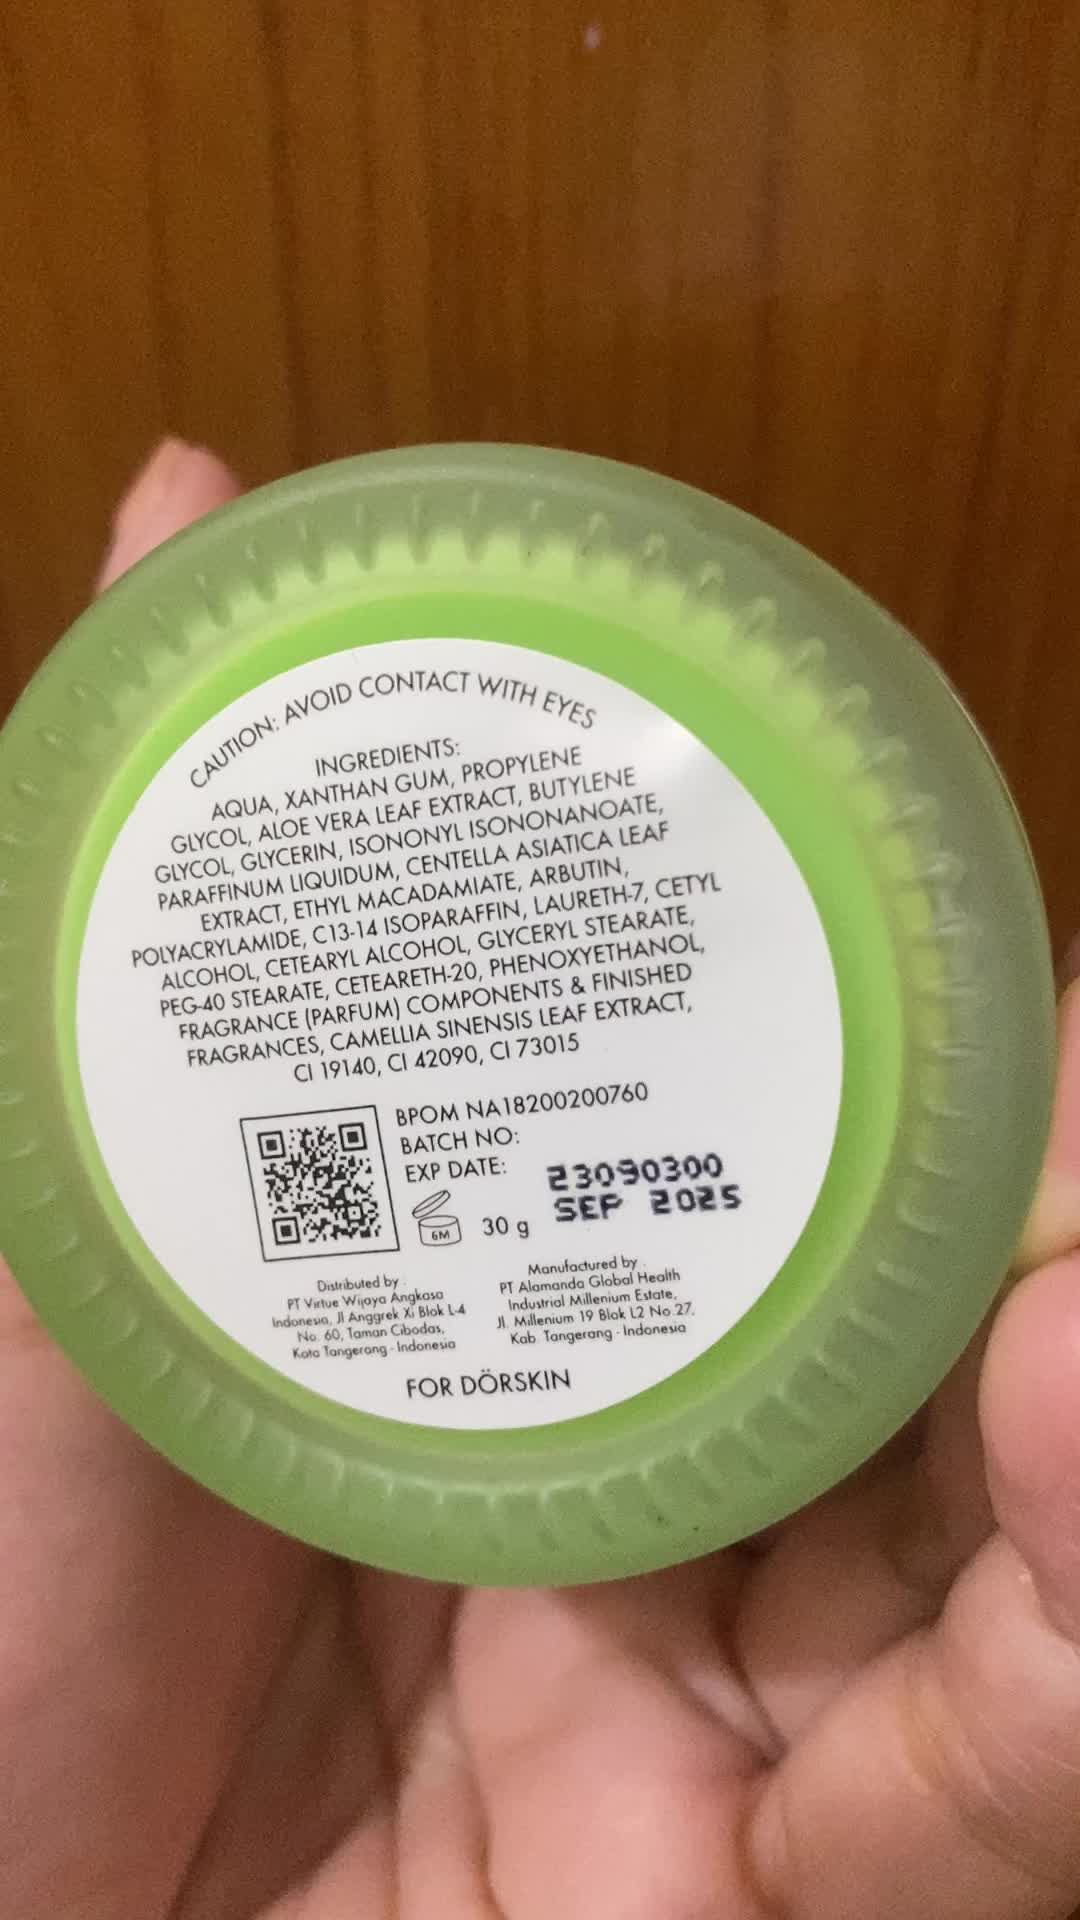 CAUTION: AVOID CONTACT WITH EYES
INGREDIENTS:
AQUA, XANTHAN GUM, PROPYLENE
GLYCOL, ALOE VERA LEAF EXTRACT, BUTYLENE
GLYCOL, GLYCERIN, ISONONYL ISONONANOATE,
PARAFFINUM LIQUIDUM, CENTELLA ASIATICA LEAF
EXTRACT, ETHYL MACADAMIATE, ARBUTIN,
POLYACRYLAMIDE, C13-14 ISOPARAFFIN, LAURETH-7, CETYL
ALCOHOL, CETEARYL ALCOHOL, GLYCERYL STEARATE,
PEG-40 STEARATE, CETEARETH-20, PHENOXYETHANOL,
FRAGRANCE (PARFUM) COMPONENTS & FINISHED
FRAGRANCES, CAMELLIA SINENSIS LEAF EXTRACT,
CI 19140, CI 42090, CI 73015
BPOM NA18200200760
BATCH NO:
EXP DATE:
23090300
SEP 2025
6M
30 g
Distributed by
PT Virtue Wijaya Angkasa
Indonesia, Jl Anggrek Xi Blok L-4
No. 60, Taman Cibodas,
Kota Tangerang - Indonesia
Manufactured by
PT Alamanda Global Health
Industrial Millenium Estate,
Jl. Millenium 19 Blok L2 No.27,
Kab. Tangerang - Indonesia
FOR DÖRSKIN